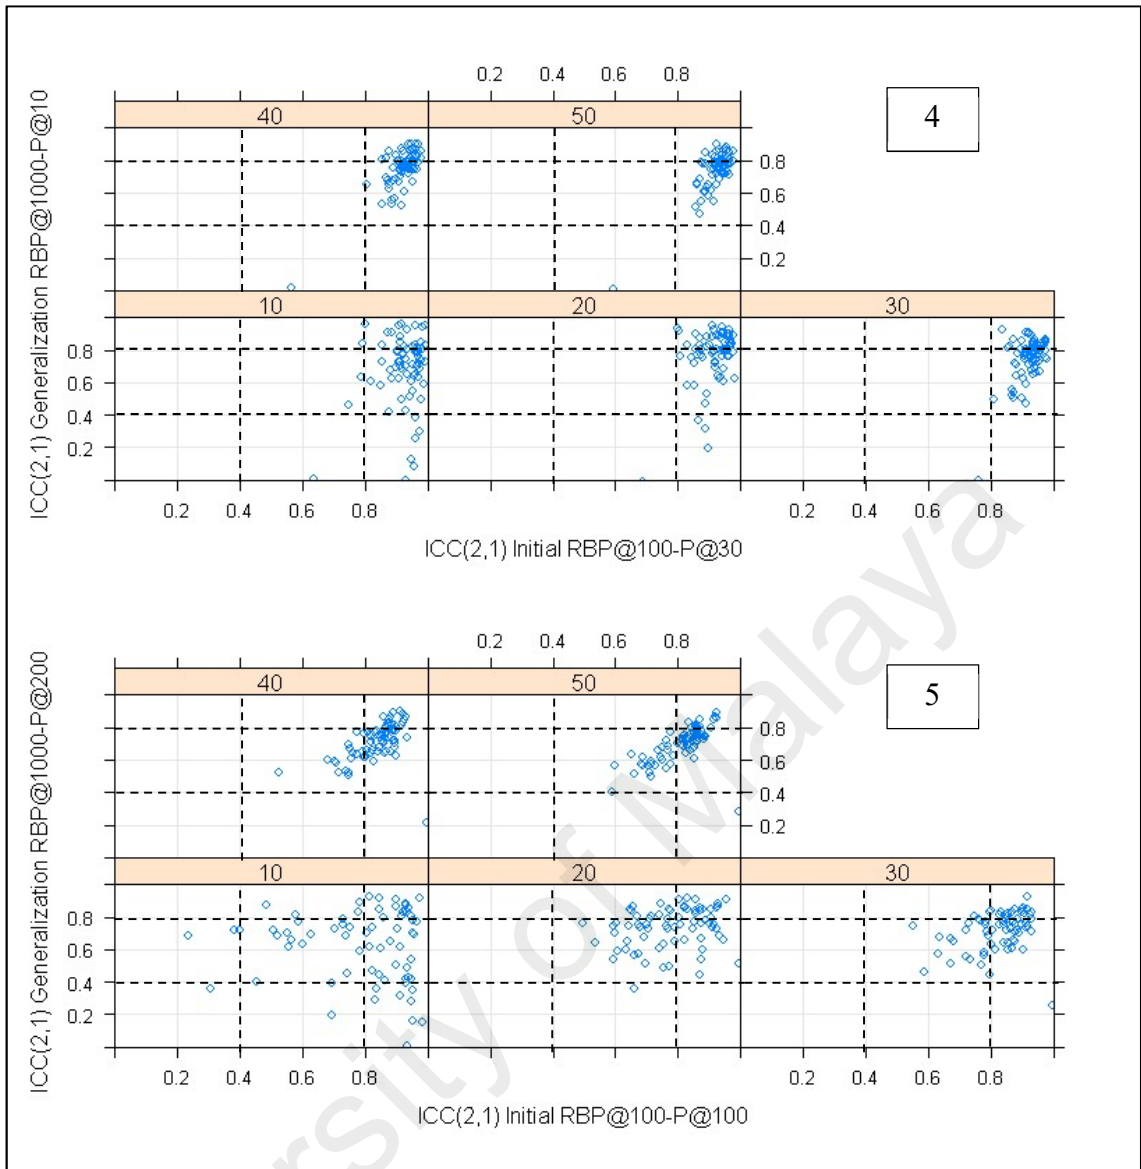 0.2 0.4 0.6 0.8
4
40 50
0.8
0.6
0.4
0.2
10 20 30
0.8
0.6
0.4
0.2
0.2 0.4 0.6 0.8 0.2 0.4 0.6 0.8
ICC(2,1) Generalization RBP@1000-P@10
ICC(2,1) Initial RBP@100-P@30
0.2 0.4 0.6 0.8
5
40 50
0.8
0.6
0.4
0.2
10 20 30
0.8
0.6
0.4
0.2
0.2 0.4 0.6 0.8 0.2 0.4 0.6 0.8
ICC(2,1) Generalization RBP@1000-P@200
ICC(2,1) Initial RBP@100-P@100
ersity of Malaya